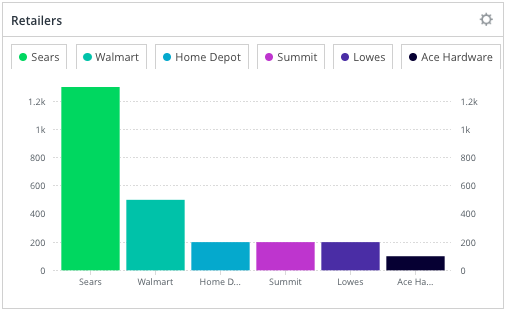 Retailers
Sears Walmart Home Depot Summit Lowes Ace Hardware
1.2k 1.2k
1k 1k
800 800
600 600
400 400
200 200
0 0
Sears Walmart Home D... Summit Lowes Ace Ha...